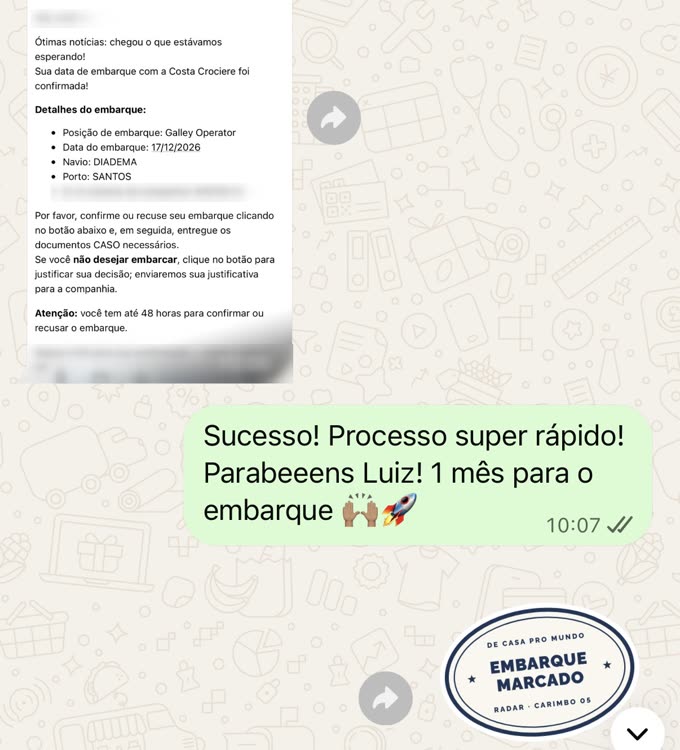 Ótimas notícias: chegou o que estávamos
esperando!
Sua data de embarque com a Costa Crociere foi
confirmada!
Detalhes do embarque:
• Posição de embarque: Galley Operator
• Data do embarque: 17/12/2026
• Navio: DIADEMA
• Porto: SANTOS
Por favor, confirme ou recuse seu embarque clicando
no botão abaixo e, em seguida, entregue os
documentos CASO necessários.
Se você não desejar embarcar, clique no botão para
justificar sua decisão; enviaremos sua justificativa
para a companhia.
Atenção: você tem até 48 horas para confirmar ou
recusar o embarque.
Sucesso! Processo super rápido!
Parabeeens Luiz! 1 mês para o
embarque 🙌🏽🚀
10:07
DE CASA PRO MUNDO
EMBARQUE
MARCADO
RADAR · CARIMBO 05